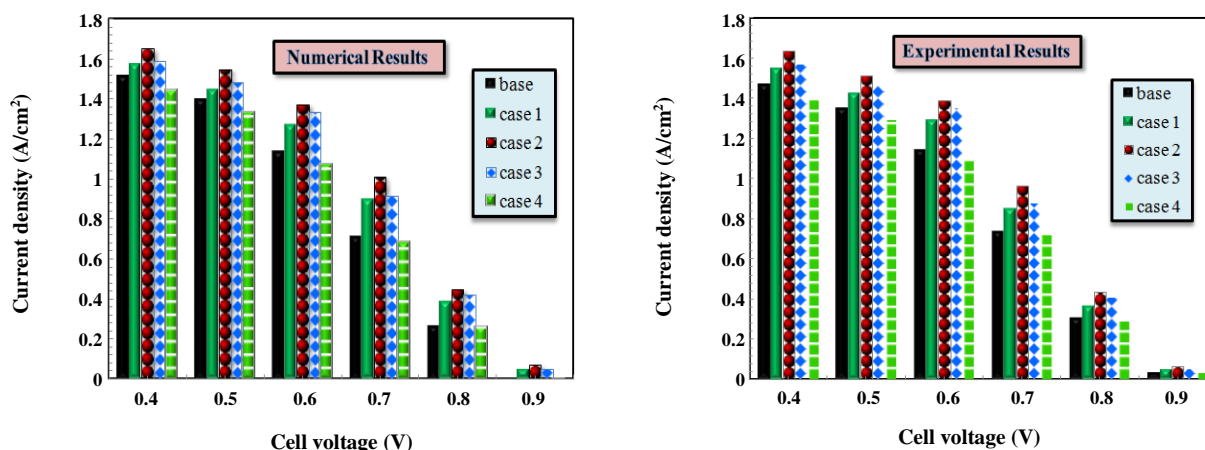 Numerical Results
Current density (A/cm²)
1.8
1.6
1.4
1.2
1
0.8
0.6
0.4
0.2
0
base
case 1
case 2
case 3
case 4
0.4 0.5 0.6 0.7 0.8 0.9
Cell voltage (V)
Experimental Results
Current density (A/cm²)
1.8
1.6
1.4
1.2
1
0.8
0.6
0.4
0.2
0
base
case 1
case 2
case 3
case 4
0.4 0.5 0.6 0.7 0.8 0.9
Cell voltage (V)